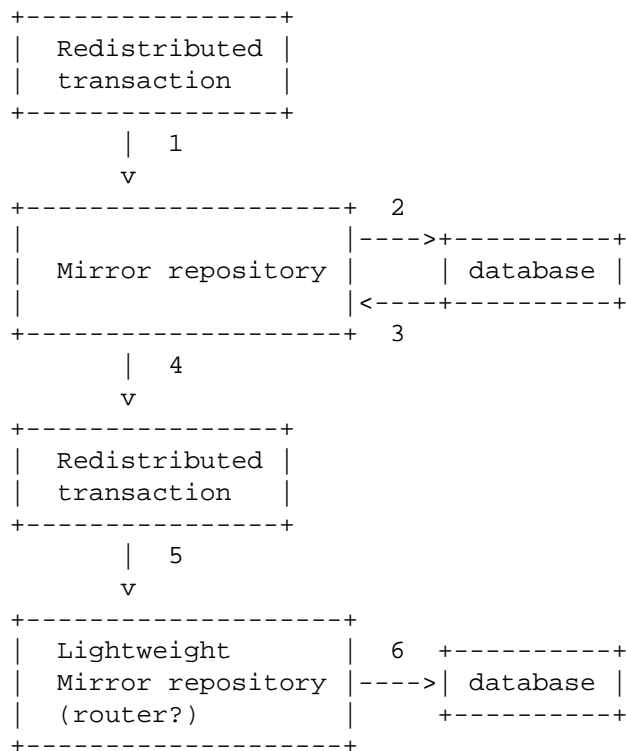 Redistributed
transaction
1
v
2
Mirror repository
database
3
4
v
Redistributed
transaction
5
v
Lightweight
6
Mirror repository
database
(router?)